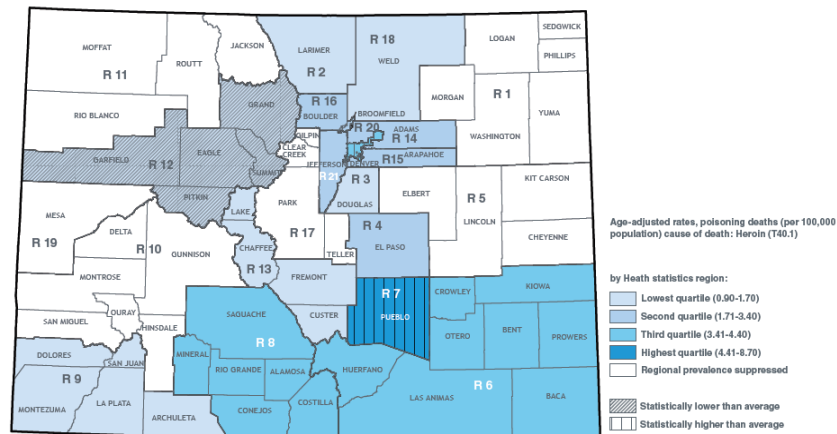 SEDGWICK
LOGAN
JACKSON
LARIMER
R 18
MOFFAT
WELD
PHILLIPS
ROUTT
R 2
R 11
R 1
MORGAN
YUMA
GRAND
R 16
RIO BLANCO
BROOMFIELD
BOULDER
R 20
ADAMS
R 14
WASHINGTON
GILPIN
CLEAR
CREEK
EAGLE
GARFIELD
R 12
JEFFERSON
DENVER
R15
ARAPAHOE
SUMMIT
R 21
R 3
KIT CARSON
PITKIN
ELBERT
R 5
DOUGLAS
LAKE
PARK
MESA
LINCOLN
R 4
DELTA
R 19
R 10
R 17
CHEYENNE
CHAFFEE
EL PASO
GUNNISON
TELLER
R 13
MONTROSE
FREMONT
KIOWA
CROWLEY
R 7
OURAY
SAGUACHE
CUSTER
PUEBLO
SAN MIGUEL
HINSDALE
BENT
PROWERS
OTERO
R 8
DOLORES
MINERAL
SAN JUAN
RIO GRANDE
ALAMOSA
HUERFANO
R 9
R 6
LA PLATA
LAS ANIMAS
BACA
COSTILLA
MONTEZUMA
CONEJOS
ARCHULETA
Age-adjusted rates, poisoning deaths (per 100,000
population) cause of death: Heroin (T40.1)
by Heath statistics region:
Lowest quartile (0.90-1.70)
Second quartile (1.71-3.40)
Third quartile (3.41-4.40)
Highest quartile (4.41-8.70)
Regional prevalence suppressed
Statistically lower than average
Statistically higher than average